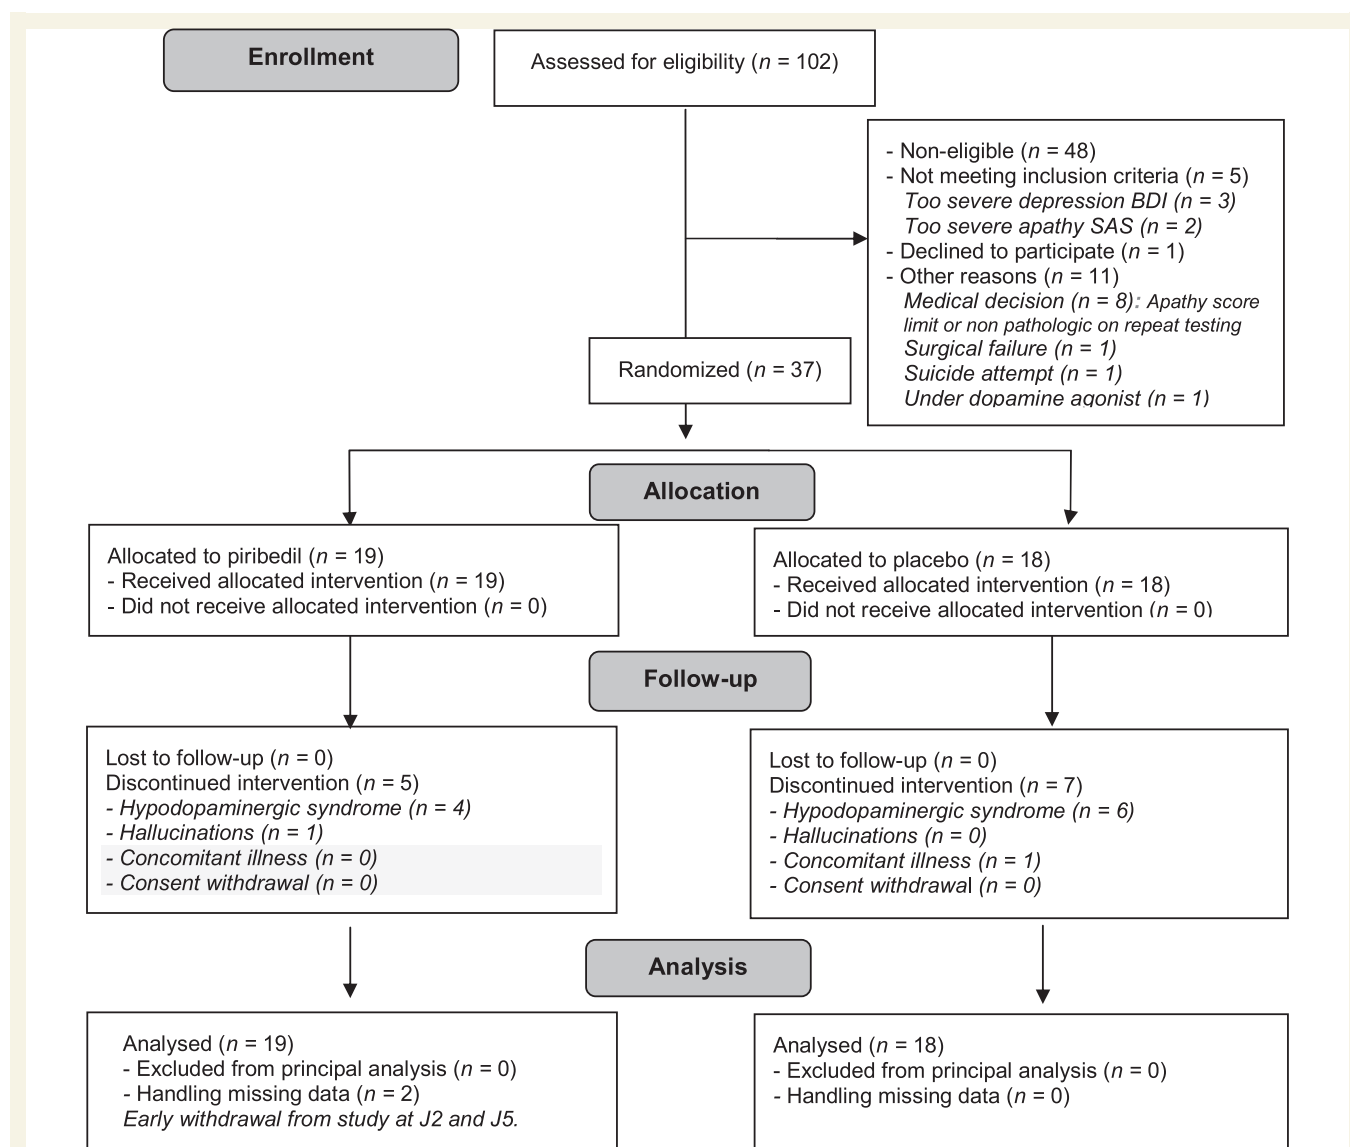 Enrollment
Assessed for eligibility (n = 102)
- Non-eligible (n = 48)
- Not meeting inclusion criteria (n = 5)
Too severe depression BDI (n = 3)
Too severe apathy SAS (n = 2)
- Declined to participate (n = 1)
- Other reasons (n = 11)
Medical decision (n = 8): Apathy score
limit or non pathologic on repeat testing
Surgical failure (n = 1)
Suicide attempt (n = 1)
Under dopamine agonist (n = 1)
Randomized (n = 37)
Allocation
Allocated to piribedil (n = 19)
- Received allocated intervention (n = 19)
- Did not receive allocated intervention (n = 0)
Allocated to placebo (n = 18)
- Received allocated intervention (n = 18)
- Did not receive allocated intervention (n = 0)
Follow-up
Lost to follow-up (n = 0)
Discontinued intervention (n = 5)
- Hypodopaminergic syndrome (n = 4)
- Hallucinations (n = 1)
- Concomitant illness (n = 0)
- Consent withdrawal (n = 0)
Lost to follow-up (n = 0)
Discontinued intervention (n = 7)
- Hypodopaminergic syndrome (n = 6)
- Hallucinations (n = 0)
- Concomitant illness (n = 1)
- Consent withdrawal (n = 0)
Analysis
Analysed (n = 19)
- Excluded from principal analysis (n = 0)
- Handling missing data (n = 2)
Early withdrawal from study at J2 and J5.
Analysed (n = 18)
- Excluded from principal analysis (n = 0)
- Handling missing data (n = 0)